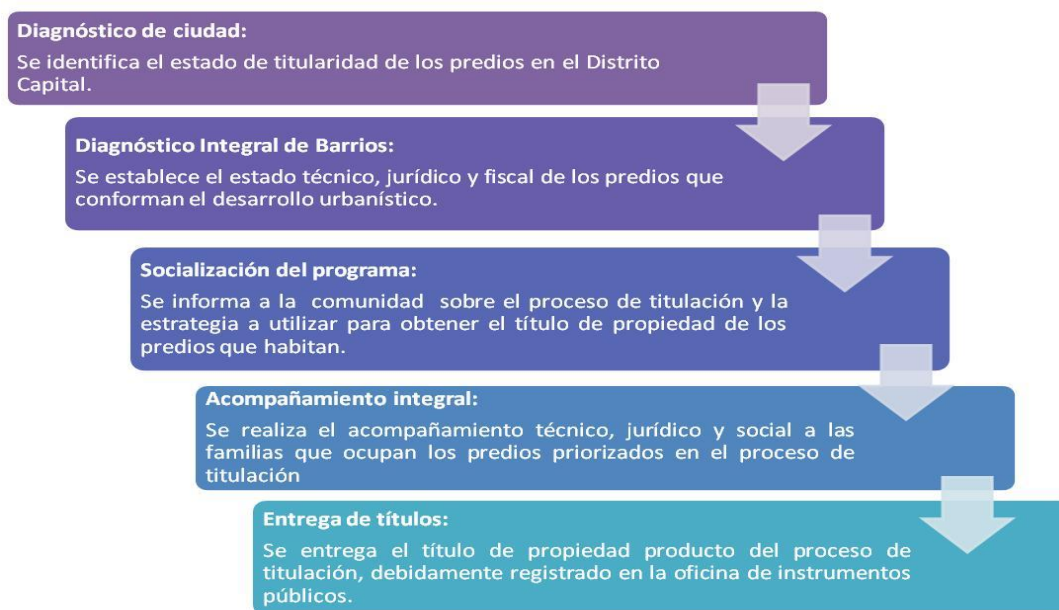 Diagnóstico de ciudad:
Se identifica el estado de titularidad de los predios en el Distrito
Capital.
Diagnóstico Integral de Barrios:
Se establece el estado técnico, jurídico y fiscal de los predios que
conforman el desarrollo urbanístico.
Socialización del programa:
Se informa a la comunidad sobre el proceso de titulación y la
estrategia a utilizar para obtener el título de propiedad de los
predios que habitan.
Acompañamiento integral:
Se realiza el acompañamiento técnico, jurídico y social a las
familias que ocupan los predios priorizados en el proceso de
titulación
Entrega de títulos:
Se entrega el título de propiedad producto del proceso de
titulación, debidamente registrado en la oficina de instrumentos
públicos.